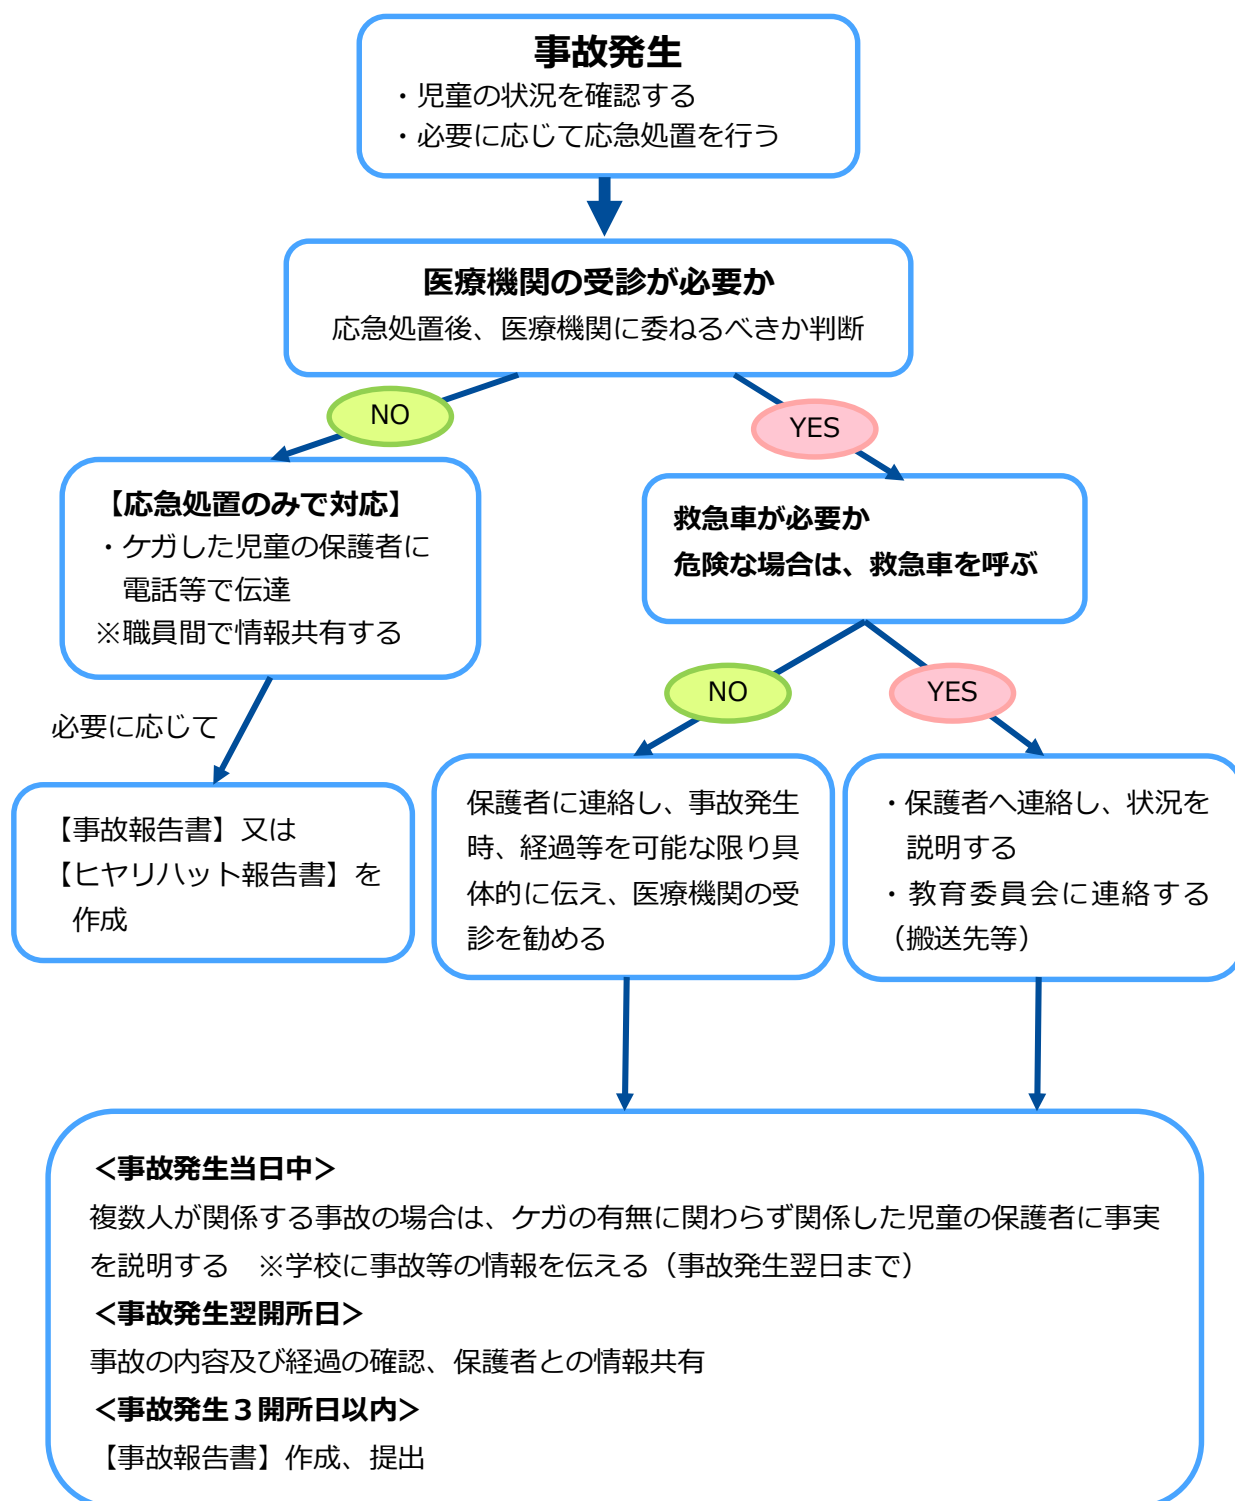 事故発生
・児童の状況を確認する
・必要に応じて応急処置を行う
医療機関の受診が必要か
応急処置後、医療機関に委ねるべきか判断
NO
YES
【応急処置のみで対応】
・ケガした児童の保護者に
電話等で伝達
※職員間で情報共有する
救急車が必要か
危険な場合は、救急車を呼ぶ
NO
YES
必要に応じて
【事故報告書】又は
【ヒヤリハット報告書】を
作成
保護者に連絡し、事故発生
時、経過等を可能な限り具
体的に伝え、医療機関の受
診を勧める
・保護者へ連絡し、状況を
説明する
・教育委員会に連絡する
（搬送先等）
＜事故発生当日中＞
複数人が関係する事故の場合は、ケガの有無に関わらず関係した児童の保護者に事実
を説明する　※学校に事故等の情報を伝える（事故発生翌日まで）
＜事故発生翌開所日＞
事故の内容及び経過の確認、保護者との情報共有
＜事故発生３開所日以内＞
【事故報告書】作成、提出